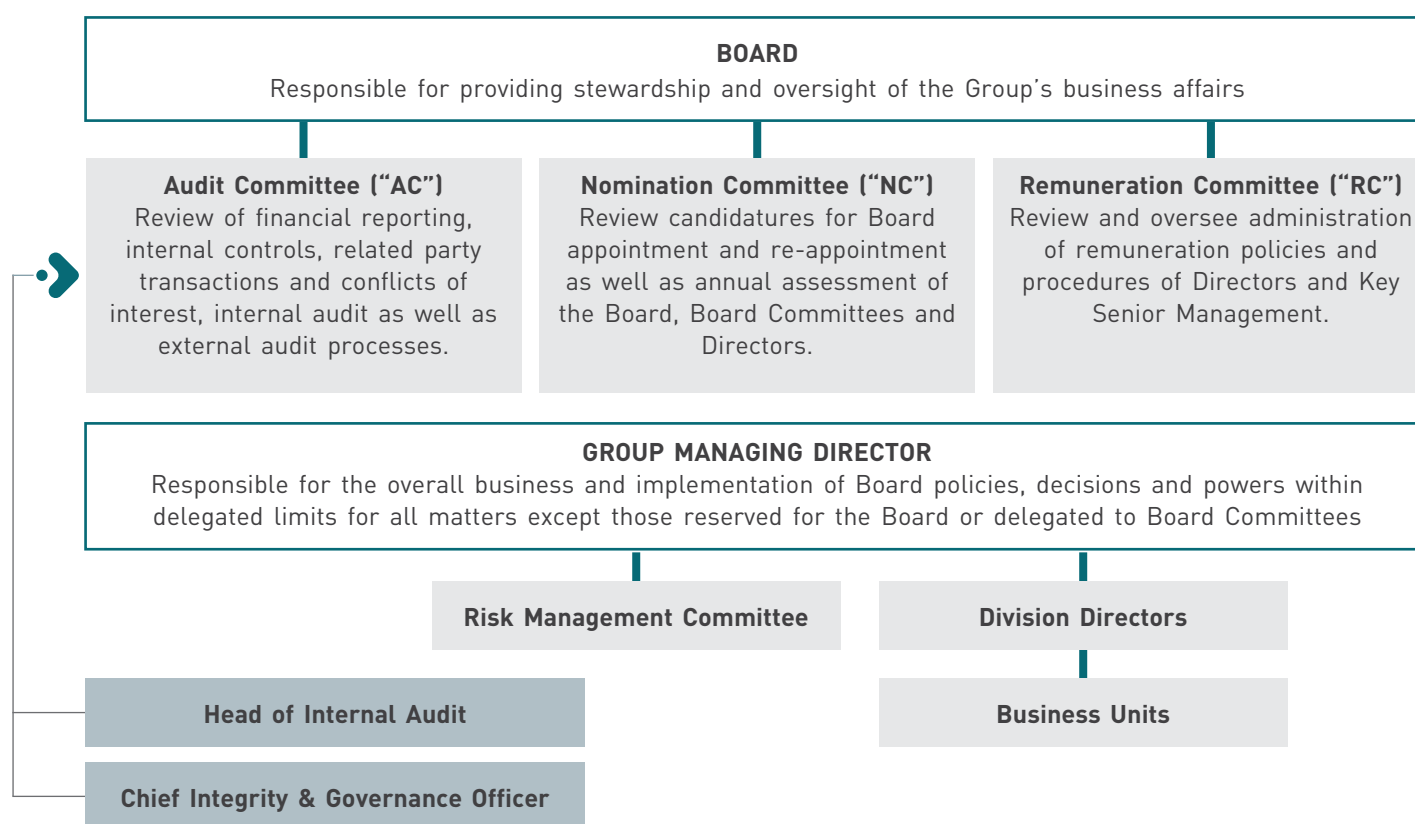 BOARD
Responsible for providing stewardship and oversight of the Group’s business affairs
Audit Committee (“AC”)
Review of financial reporting,
internal controls, related party
transactions and conflicts of
interest, internal audit as well as
external audit processes.
Nomination Committee (“NC”)
Review candidatures for Board
appointment and re-appointment
as well as annual assessment of
the Board, Board Committees and
Directors.
Remuneration Committee (“RC”)
Review and oversee administration
of remuneration policies and
procedures of Directors and Key
Senior Management.
GROUP MANAGING DIRECTOR
Responsible for the overall business and implementation of Board policies, decisions and powers within
delegated limits for all matters except those reserved for the Board or delegated to Board Committees
Risk Management Committee
Division Directors
Business Units
Head of Internal Audit
Chief Integrity & Governance Officer